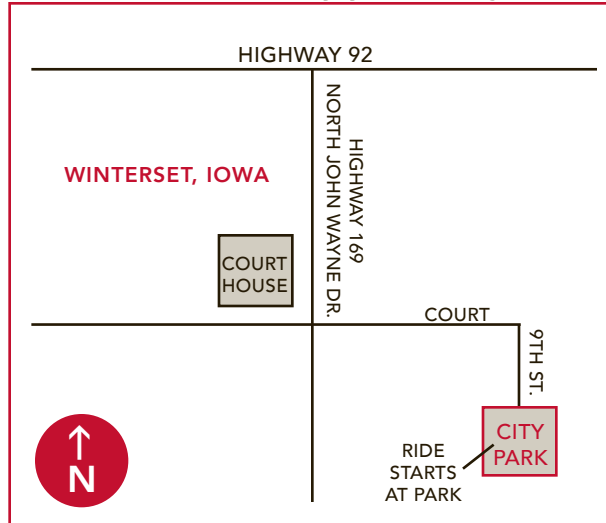 HIGHWAY 92
HIGHWAY 169
NORTH JOHN WAYNE DR.
WINTERSET, IOWA
COURT
HOUSE
COURT
9TH ST.
CITY
PARK
RIDE
STARTS
AT PARK
N